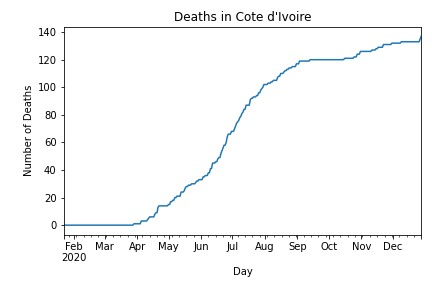 Deaths in Cote d'Ivoire
140
120
100
80
60
40
20
0
Number of Deaths
Feb Mar Apr May Jun Jul Aug Sep Oct Nov Dec
2020
Day